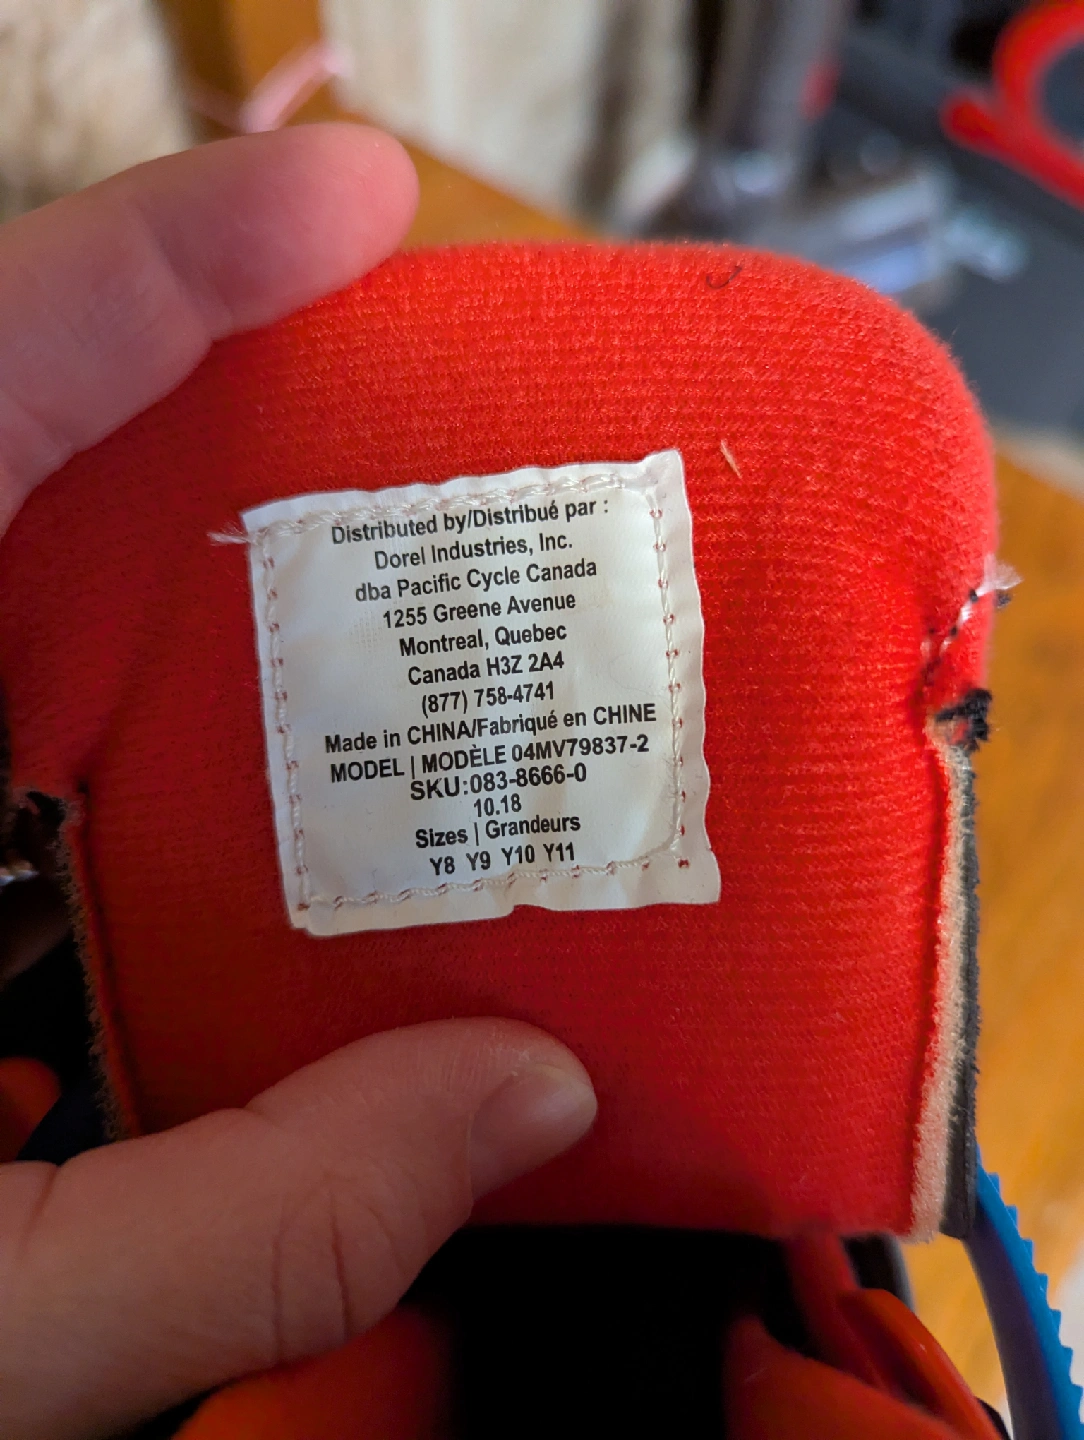 Distributed by/Distribué par :
Dorel Industries, Inc.
dba Pacific Cycle Canada
1255 Greene Avenue
Montreal, Quebec
Canada H3Z 2A4
(877) 758-4741
Made in CHINA/Fabriqué en CHINE
MODEL | MODÈLE 04MV79837-2
SKU:083-8666-0
10.18
Sizes | Grandeurs
Y8 Y9 Y10 Y11